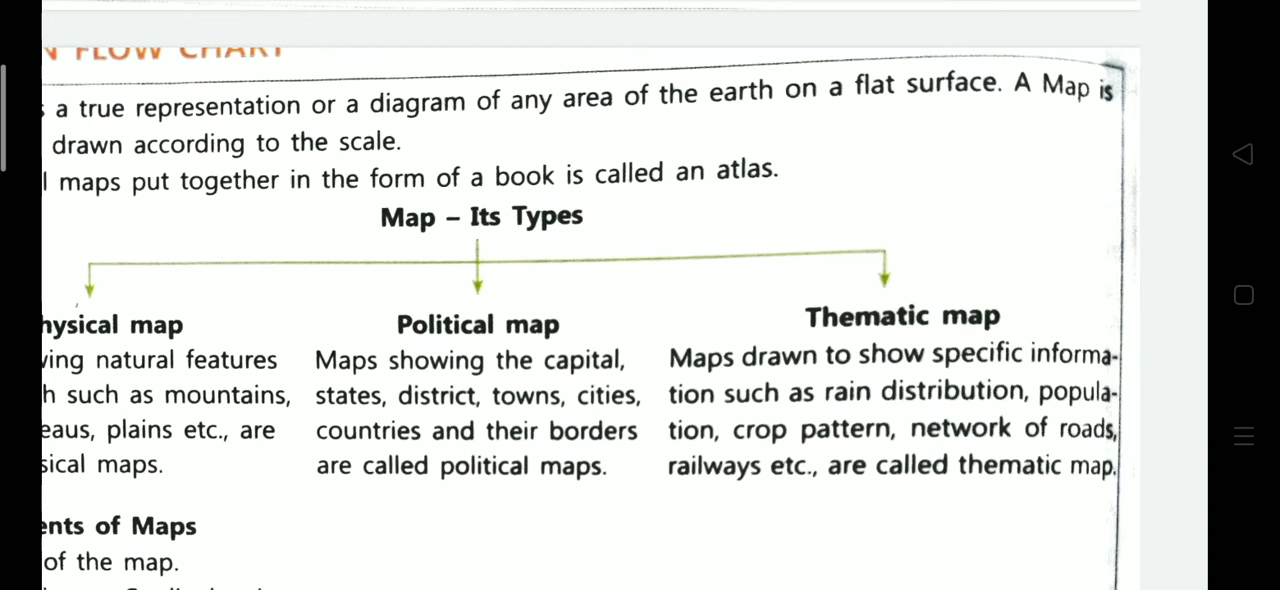 FLOW CHART
a true representation or a diagram of any area of the earth on a flat surface. A Map is
drawn according to the scale.
maps put together in the form of a book is called an atlas.
Map – Its Types
map Political map Thematic map
natural features Maps showing the capital, Maps drawn to show specific informa-
such as mountains, states, district, towns, cities, tion such as rain distribution, popula-
plains etc., are countries and their borders tion, crop pattern, network of roads,
maps. are called political maps. railways etc., are called thematic map.
of Maps
of the map.